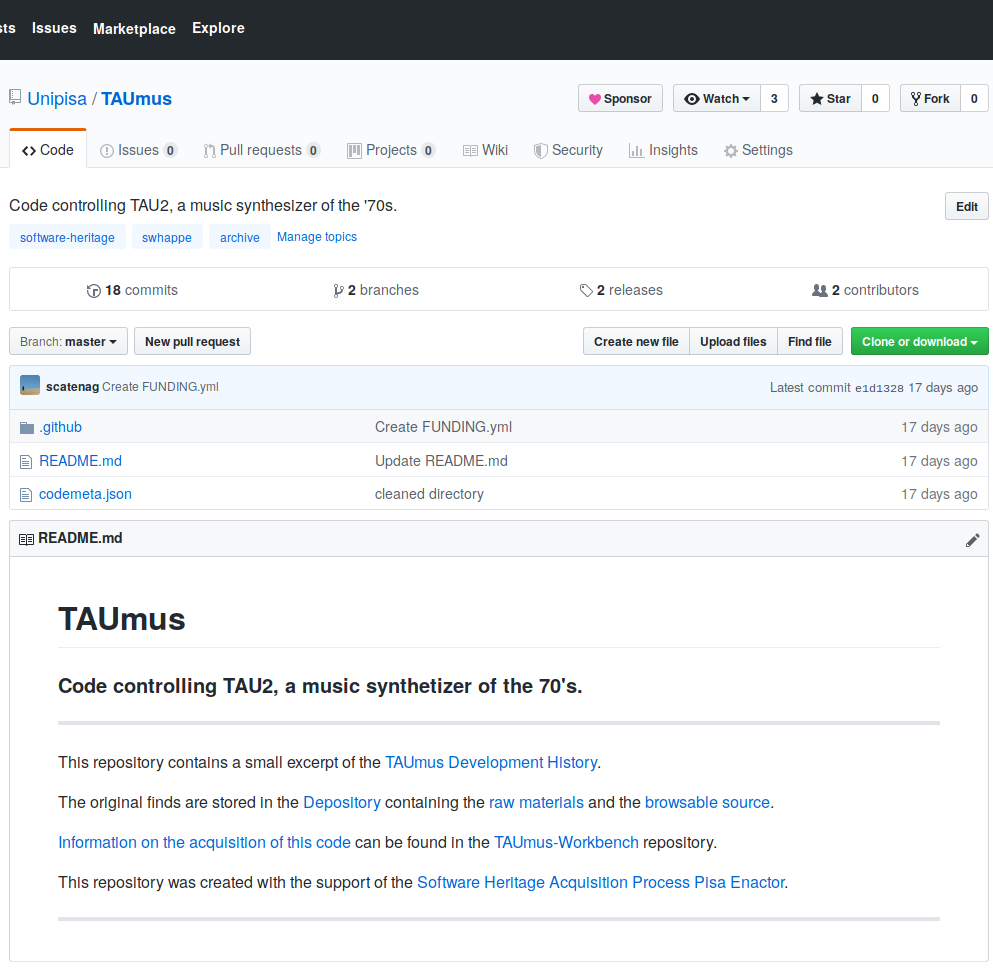 sts Issues Marketplace Explore
Unipisa / TAUmus Sponsor Watch 3 Star 0 Fork 0
Code Issues 0 Pull requests 0 Projects 0 Wiki Security Insights Settings
Code controlling TAU2, a music synthesizer of the '70s. Edit
software-heritage swhappe archive Manage topics
18 commits 2 branches 2 releases 2 contributors
Branch: master New pull request Create new file Upload files Find file Clone or download
scatenag Create FUNDING.yml Latest commit e1d1328 17 days ago
.github Create FUNDING.yml 17 days ago
README.md Update README.md 17 days ago
codemeta.json cleaned directory 17 days ago
README.md
TAUmus
Code controlling TAU2, a music synthetizer of the 70's.
This repository contains a small excerpt of the TAUmus Development History.
The original finds are stored in the Depository containing the raw materials and the browsable source.
Information on the acquisition of this code can be found in the TAUmus-Workbench repository.
This repository was created with the support of the Software Heritage Acquisition Process Pisa Enactor.